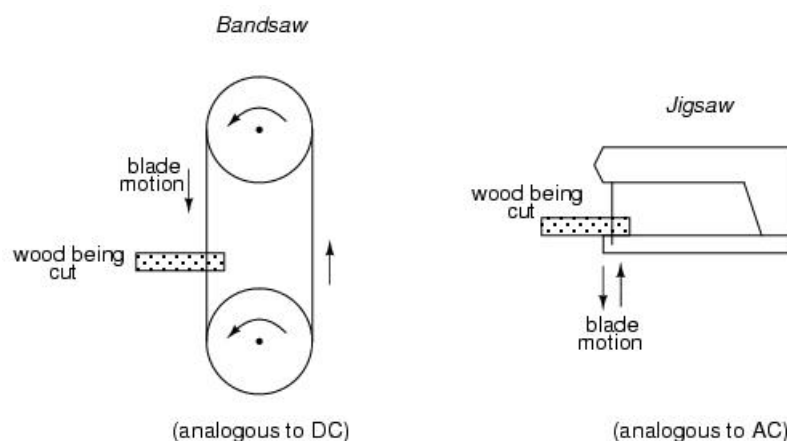 Bandsaw
blade
motion
wood being
cut
(analogous to DC)
Jigsaw
wood being
cut
blade
motion
(analogous to AC)